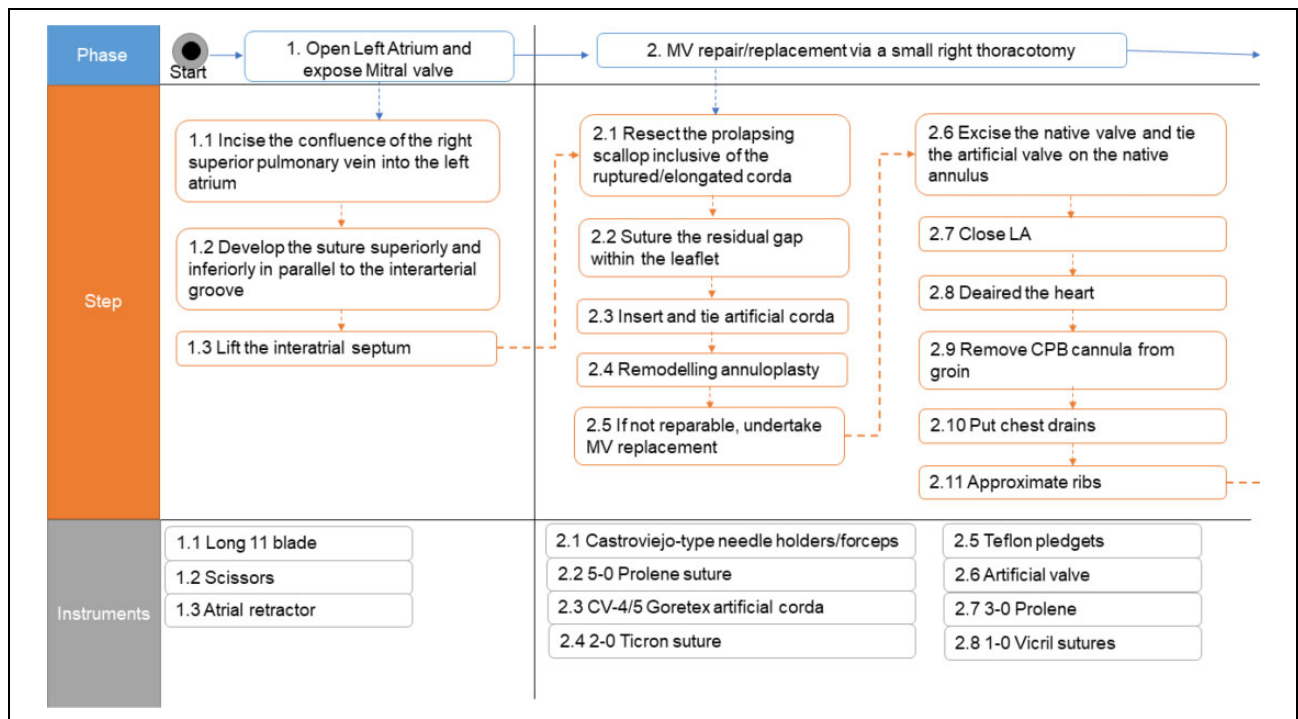 Phase
Start
1. Open Left Atrium and
expose Mitral valve
2. MV repair/replacement via a small right thoracotomy
Step
1.1 Incise the confluence of the right
superior pulmonary vein into the left
atrium
1.2 Develop the suture superiorly and
inferiorly in parallel to the interarterial
groove
1.3 Lift the interatrial septum
2.1 Resect the prolapsing
scallop inclusive of the
ruptured/elongated corda
2.2 Suture the residual gap
within the leaflet
2.3 Insert and tie artificial corda
2.4 Remodelling annuloplasty
2.5 If not reparable, undertake
MV replacement
2.6 Excise the native valve and tie
the artificial valve on the native
annulus
2.7 Close LA
2.8 Deaired the heart
2.9 Remove CPB cannula from
groin
2.10 Put chest drains
2.11 Approximate ribs
Instruments
1.1 Long 11 blade
1.2 Scissors
1.3 Atrial retractor
2.1 Castroviejo-type needle holders/forceps
2.2 5-0 Prolene suture
2.3 CV-4/5 Goretex artificial corda
2.4 2-0 Ticron suture
2.5 Teflon pledgets
2.6 Artificial valve
2.7 3-0 Prolene
2.8 1-0 Vicril sutures